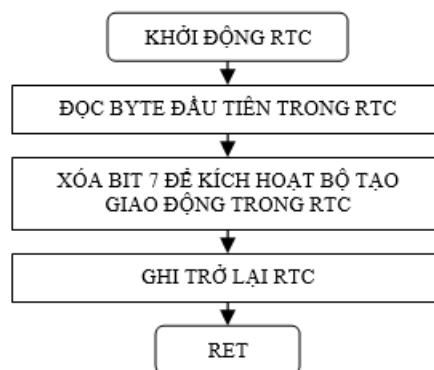 KHỞI ĐỘNG RTC
ĐỌC BYTE ĐẦU TIÊN TRONG RTC
XÓA BIT 7 ĐỂ KÍCH HOẠT BỘ TẠO
GIAO ĐỘNG TRONG RTC
GHI TRỞ LẠI RTC
RET